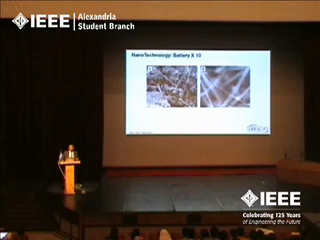 IEEE Alexandria
Student Branch
NanoTechnology: Battery X 10
IEEE
Celebrating 125 Years
of Engineering the Future